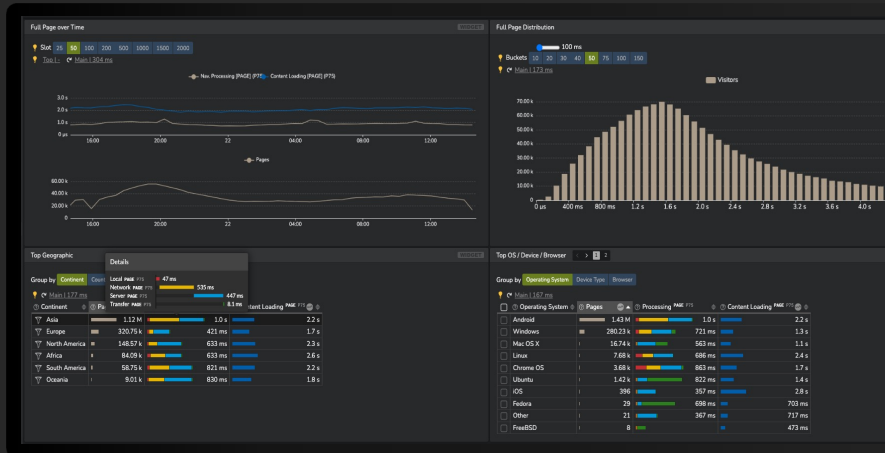 Full Page over Time
WIDGET
Slot 25 50 100 200 500 1000 1500 2000
Main | 304 ms
Content Loading [PAGE] (P75)
3.0 s
2.0 s
1.0 s
0 µs
16:00 20:00 22 04:00 08:00 12:00
Pages
60.00 k
40.00 k
20.00 k
0
16:00 20:00 22 04:00 08:00 12:00
Full Page Distribution
100 ms
Buckets 10 20 30 40 50 75 100 150
Main | 173 ms
Visitors
70.00 k
60.00 k
50.00 k
40.00 k
30.00 k
20.00 k
10.00 k
0
0 µs 400 ms 800 ms 1.2 s 1.6 s 2.0 s 2.4 s 2.8 s 3.2 s 3.6 s 4.0 s
Top Geographic
WIDGET
Group by Continent
Main | 177 ms
Details
Local PAGE P75 47 ms
Network PAGE P75 535 ms
Server PAGE P75 447 ms
Transfer PAGE P75 8.1 ms
Continent
Asia 1.12 M 1.0 s 2.2 s
Europe 320.75 k 421 ms 1.7 s
North America 148.57 k 633 ms 2.3 s
Africa 84.09 k 633 ms 2.6 s
South America 58.75 k 821 ms 2.2 s
Oceania 9.01 k 830 ms 1.8 s
Top OS / Device / Browser 1 2
Group by Operating System Device Type Browser
Main | 167 ms
Operating System Pages Processing PAGE P75 Content Loading PAGE P75
Android 1.43 M 1.0 s 2.2 s
Windows 280.23 k 721 ms 1.3 s
Mac OS X 16.74 k 563 ms 1.1 s
Linux 7.68 k 686 ms 2.4 s
Chrome OS 3.68 k 863 ms 1.7 s
Ubuntu 1.42 k 822 ms 1.4 s
iOS 396 357 ms 2.8 s
Fedora 29 698 ms 703 ms
Other 21 367 ms 717 ms
FreeBSD 8 473 ms